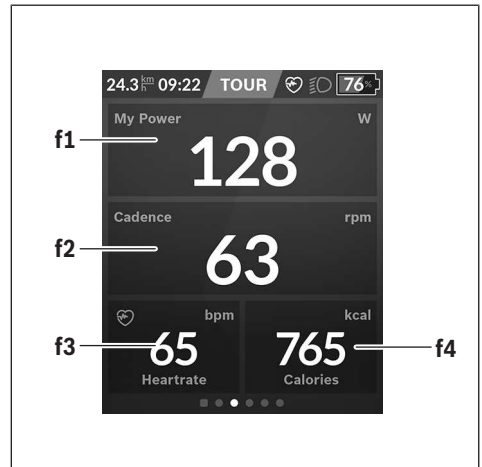 24.3 km/h 09:22 TOUR 76%
My Power W
f1
128
Cadence rpm
f2
63
bpm kcal
f3 65 765 f4
Heartrate Calories